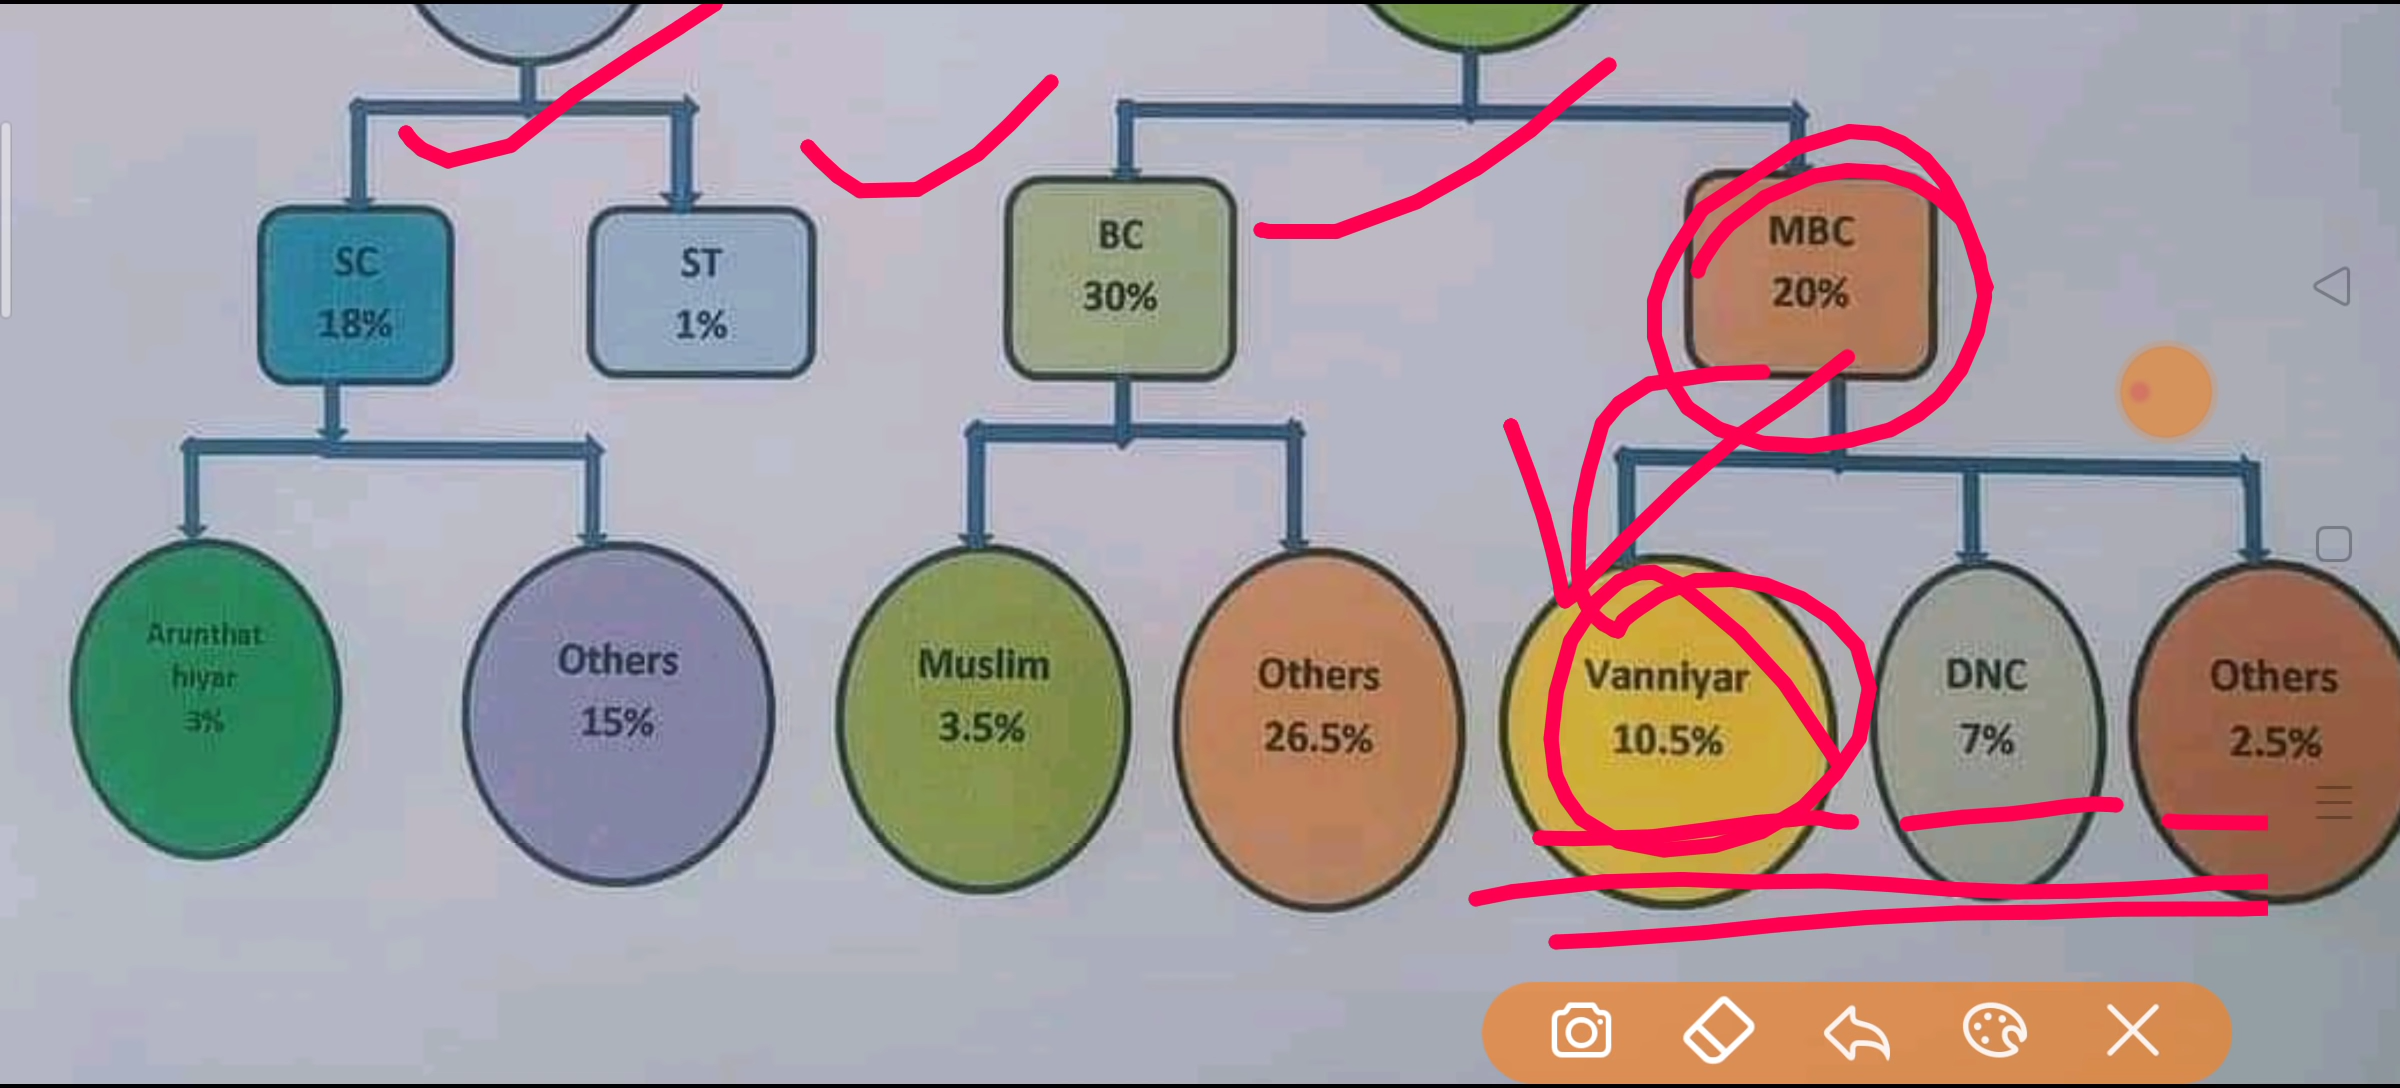 SC
18%
ST
1%
BC
30%
MBC
20%
Arunthat
hiyar
3%
Others
15%
Muslim
3.5%
Others
26.5%
Vanniyar
10.5%
DNC
7%
Others
2.5%